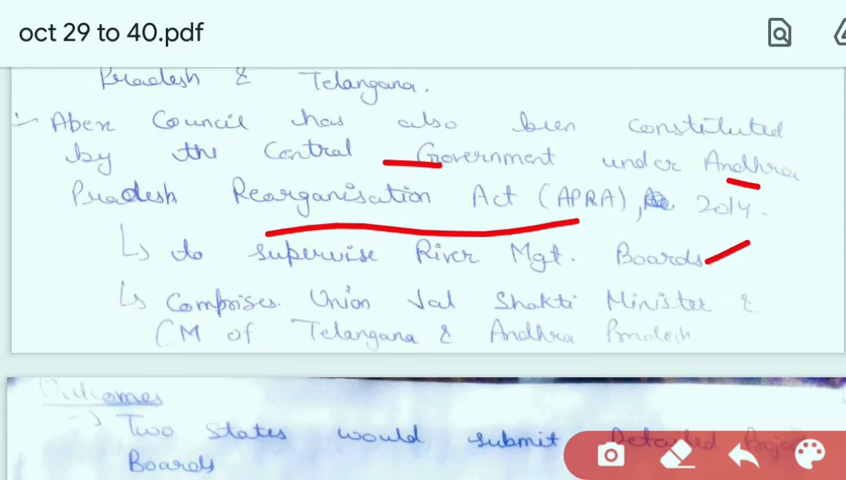 oct 29 to 40.pdf
Pradesh & Telangana.
Apex Council has also been constituted
by the Central Government under Andhra
Pradesh Reorganisation Act (APRA), 2014.
↳ to supervise River Mgt. Boards
↳ Comprises Union Jal Shakti Minister &
CM of Telangana & Andhra Pradesh
Outcomes
→ Two States would submit Detailed Project
Boards